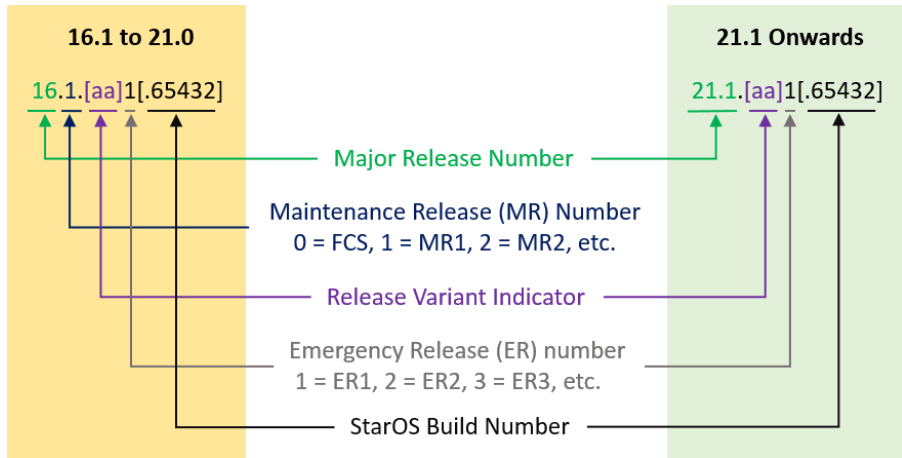 16.1 to 21.0
21.1 Onwards
16.1.[aa]1[.65432]
21.1.[aa]1[.65432]
Major Release Number
Maintenance Release (MR) Number
0 = FCS, 1 = MR1, 2 = MR2, etc.
Release Variant Indicator
Emergency Release (ER) number
1 = ER1, 2 = ER2, 3 = ER3, etc.
StarOS Build Number